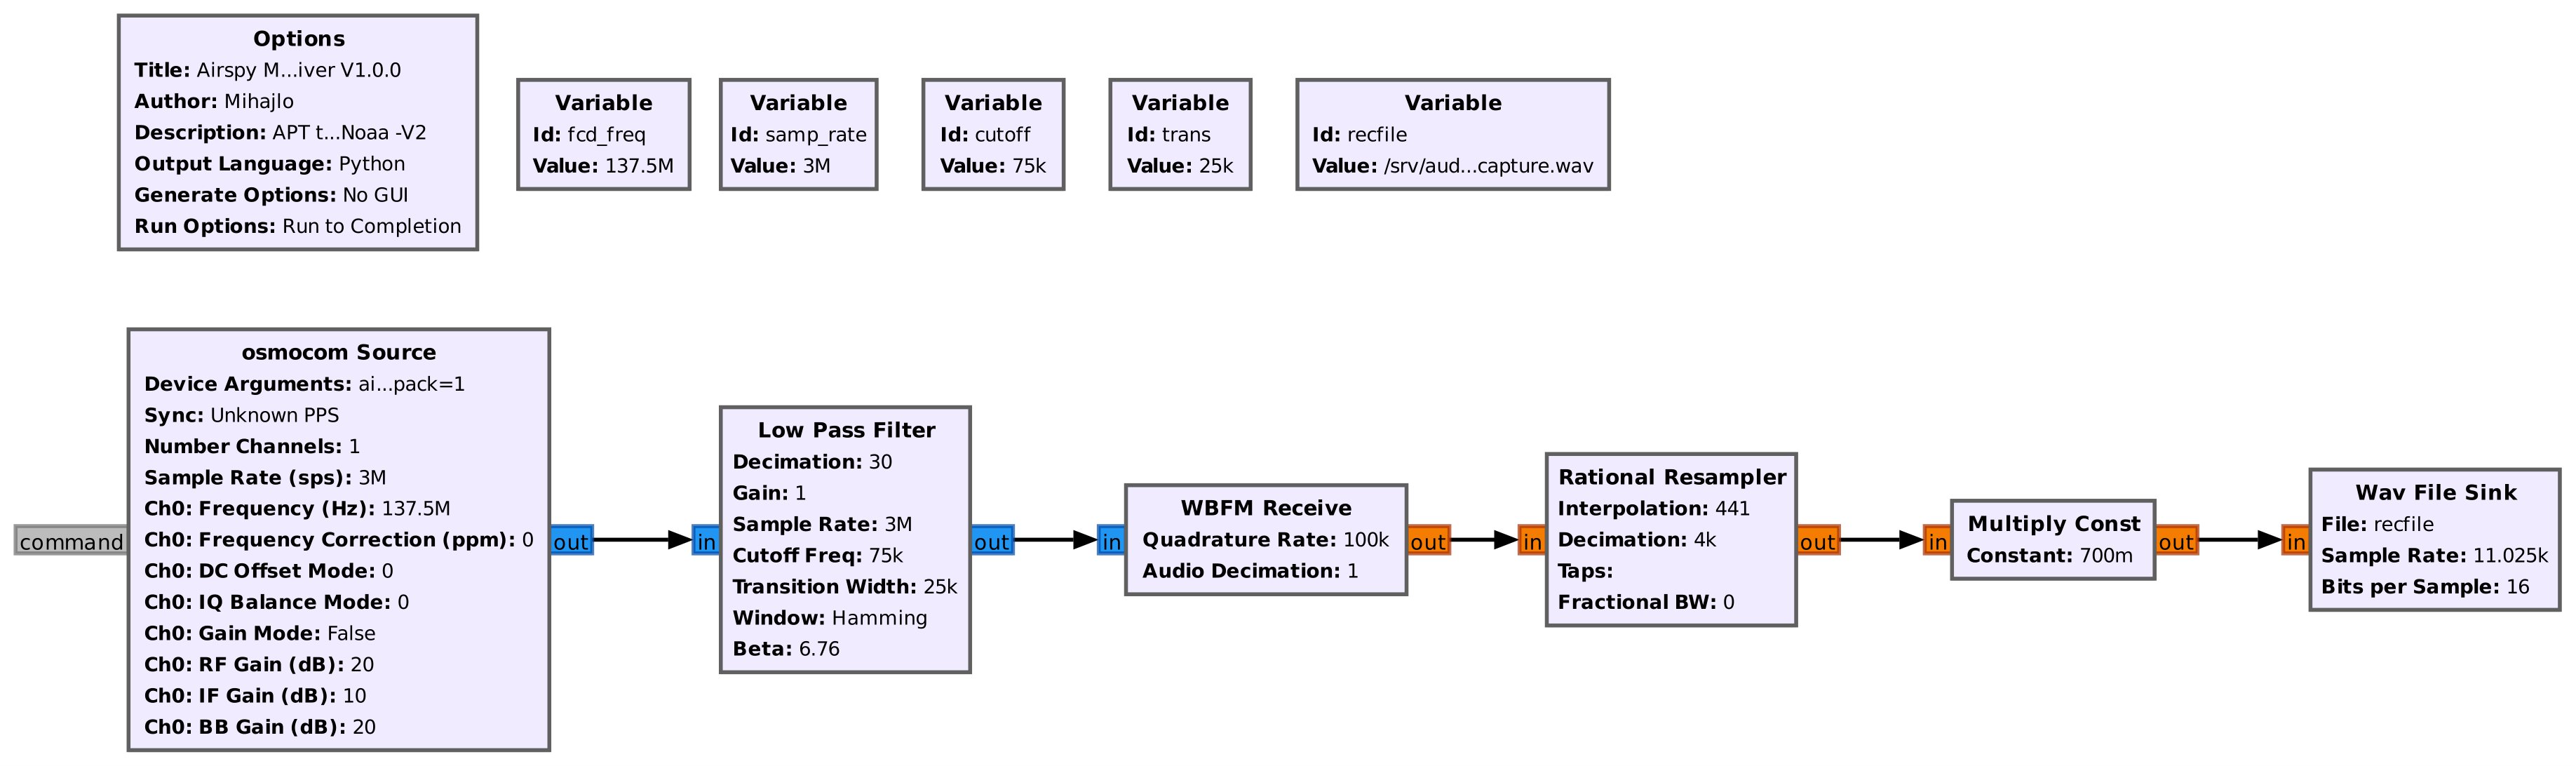 Options
Title: Airspy M...iver V1.0.0
Author: Mihajlo
Description: APT t...Noaa -V2
Output Language: Python
Generate Options: No GUI
Run Options: Run to Completion
Variable
Id: fcd_freq
Value: 137.5M
Variable
Id: samp_rate
Value: 3M
Variable
Id: cutoff
Value: 75k
Variable
Id: trans
Value: 25k
Variable
Id: recfile
Value: /srv/aud...capture.wav
command
osmocom Source
Device Arguments: ai...pack=1
Sync: Unknown PPS
Number Channels: 1
Sample Rate (sps): 3M
Ch0: Frequency (Hz): 137.5M
Ch0: Frequency Correction (ppm): 0
Ch0: DC Offset Mode: 0
Ch0: IQ Balance Mode: 0
Ch0: Gain Mode: False
Ch0: RF Gain (dB): 20
Ch0: IF Gain (dB): 10
Ch0: BB Gain (dB): 20
out
in
Low Pass Filter
Decimation: 30
Gain: 1
Sample Rate: 3M
Cutoff Freq: 75k
Transition Width: 25k
Window: Hamming
Beta: 6.76
out
in
WBFM Receive
Quadrature Rate: 100k
Audio Decimation: 1
out
in
Rational Resampler
Interpolation: 441
Decimation: 4k
Taps:
Fractional BW: 0
out
in
Multiply Const
Constant: 700m
out
in
Wav File Sink
File: recfile
Sample Rate: 11.025k
Bits per Sample: 16